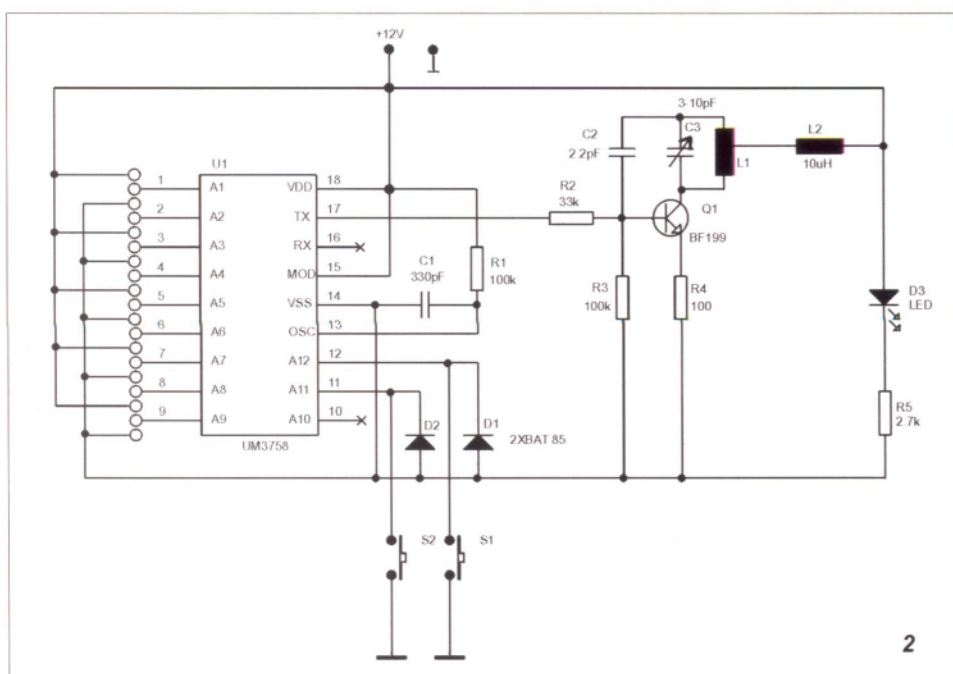 +12V
3-10pF
C2
2.2pF
C3
L1
L2
10uH
U1
1 A1 VDD 18
2 A2 TX 17
3 A3 RX 16
4 A4 MOD 15
5 A5 VSS 14
6 A6 OSC 13
7 A7 A12 12
8 A8 A11 11
9 A9 A10 10
UM3758
C1
330pF
R1
100k
R2
33k
Q1
BF199
R3
100k
R4
100
D3
LED
R5
2.7k
D2
D1
2XBAT 85
S2
S1
2